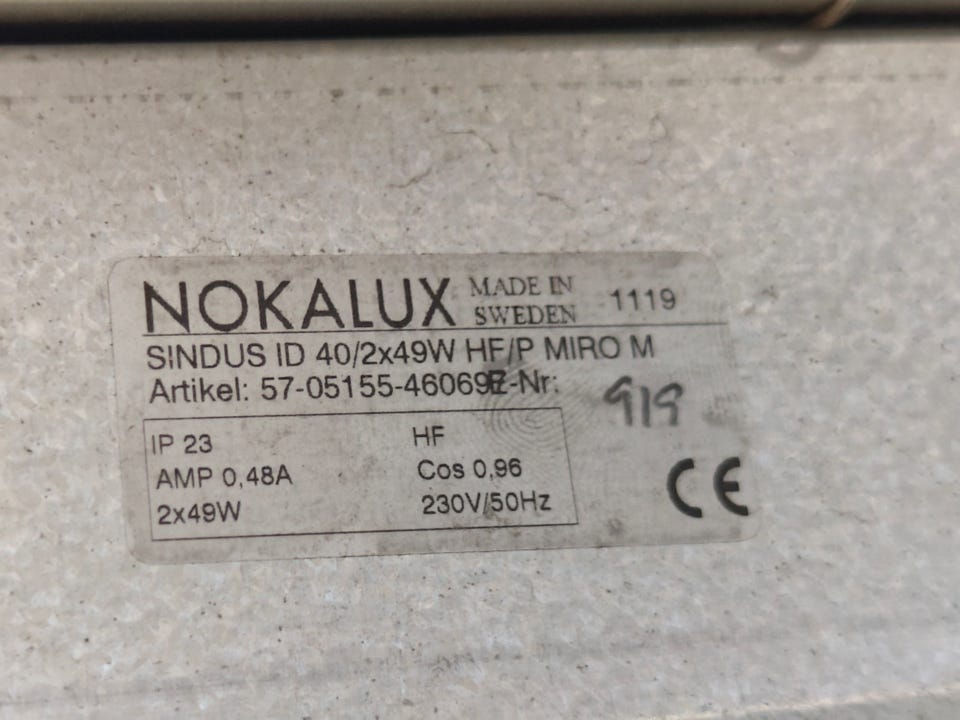 NOKALUX MADE IN SWEDEN 1119
SINDUS ID 40/2x49W HF/P MIRO M
Artikel: 57-05155-46069 E-Nr: 919
IP 23 HF
AMP 0,48A Cos 0,96
2x49W 230V/50Hz
CE